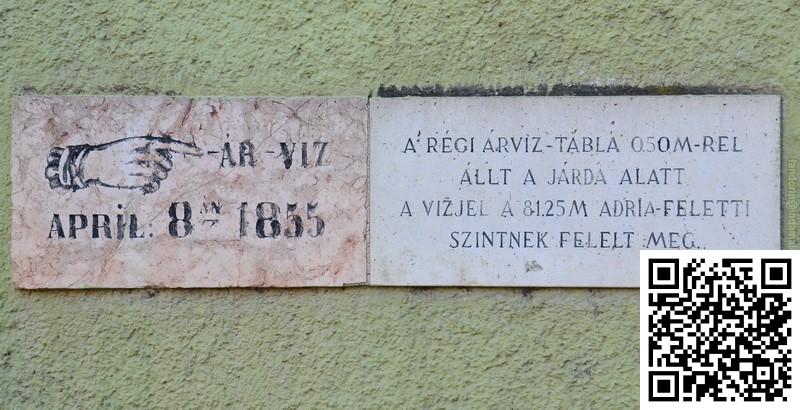 ÁR-VIZ
APRIL: 8ÁN 1855
A RÉGI ÁRVIZ-TÁBLA 0.50M-REL
ÁLLT A JÁRDA ALATT.
A VIZJEL A 81.25M ADRIA-FELETTI
SZINTNEK FELELT MEG.